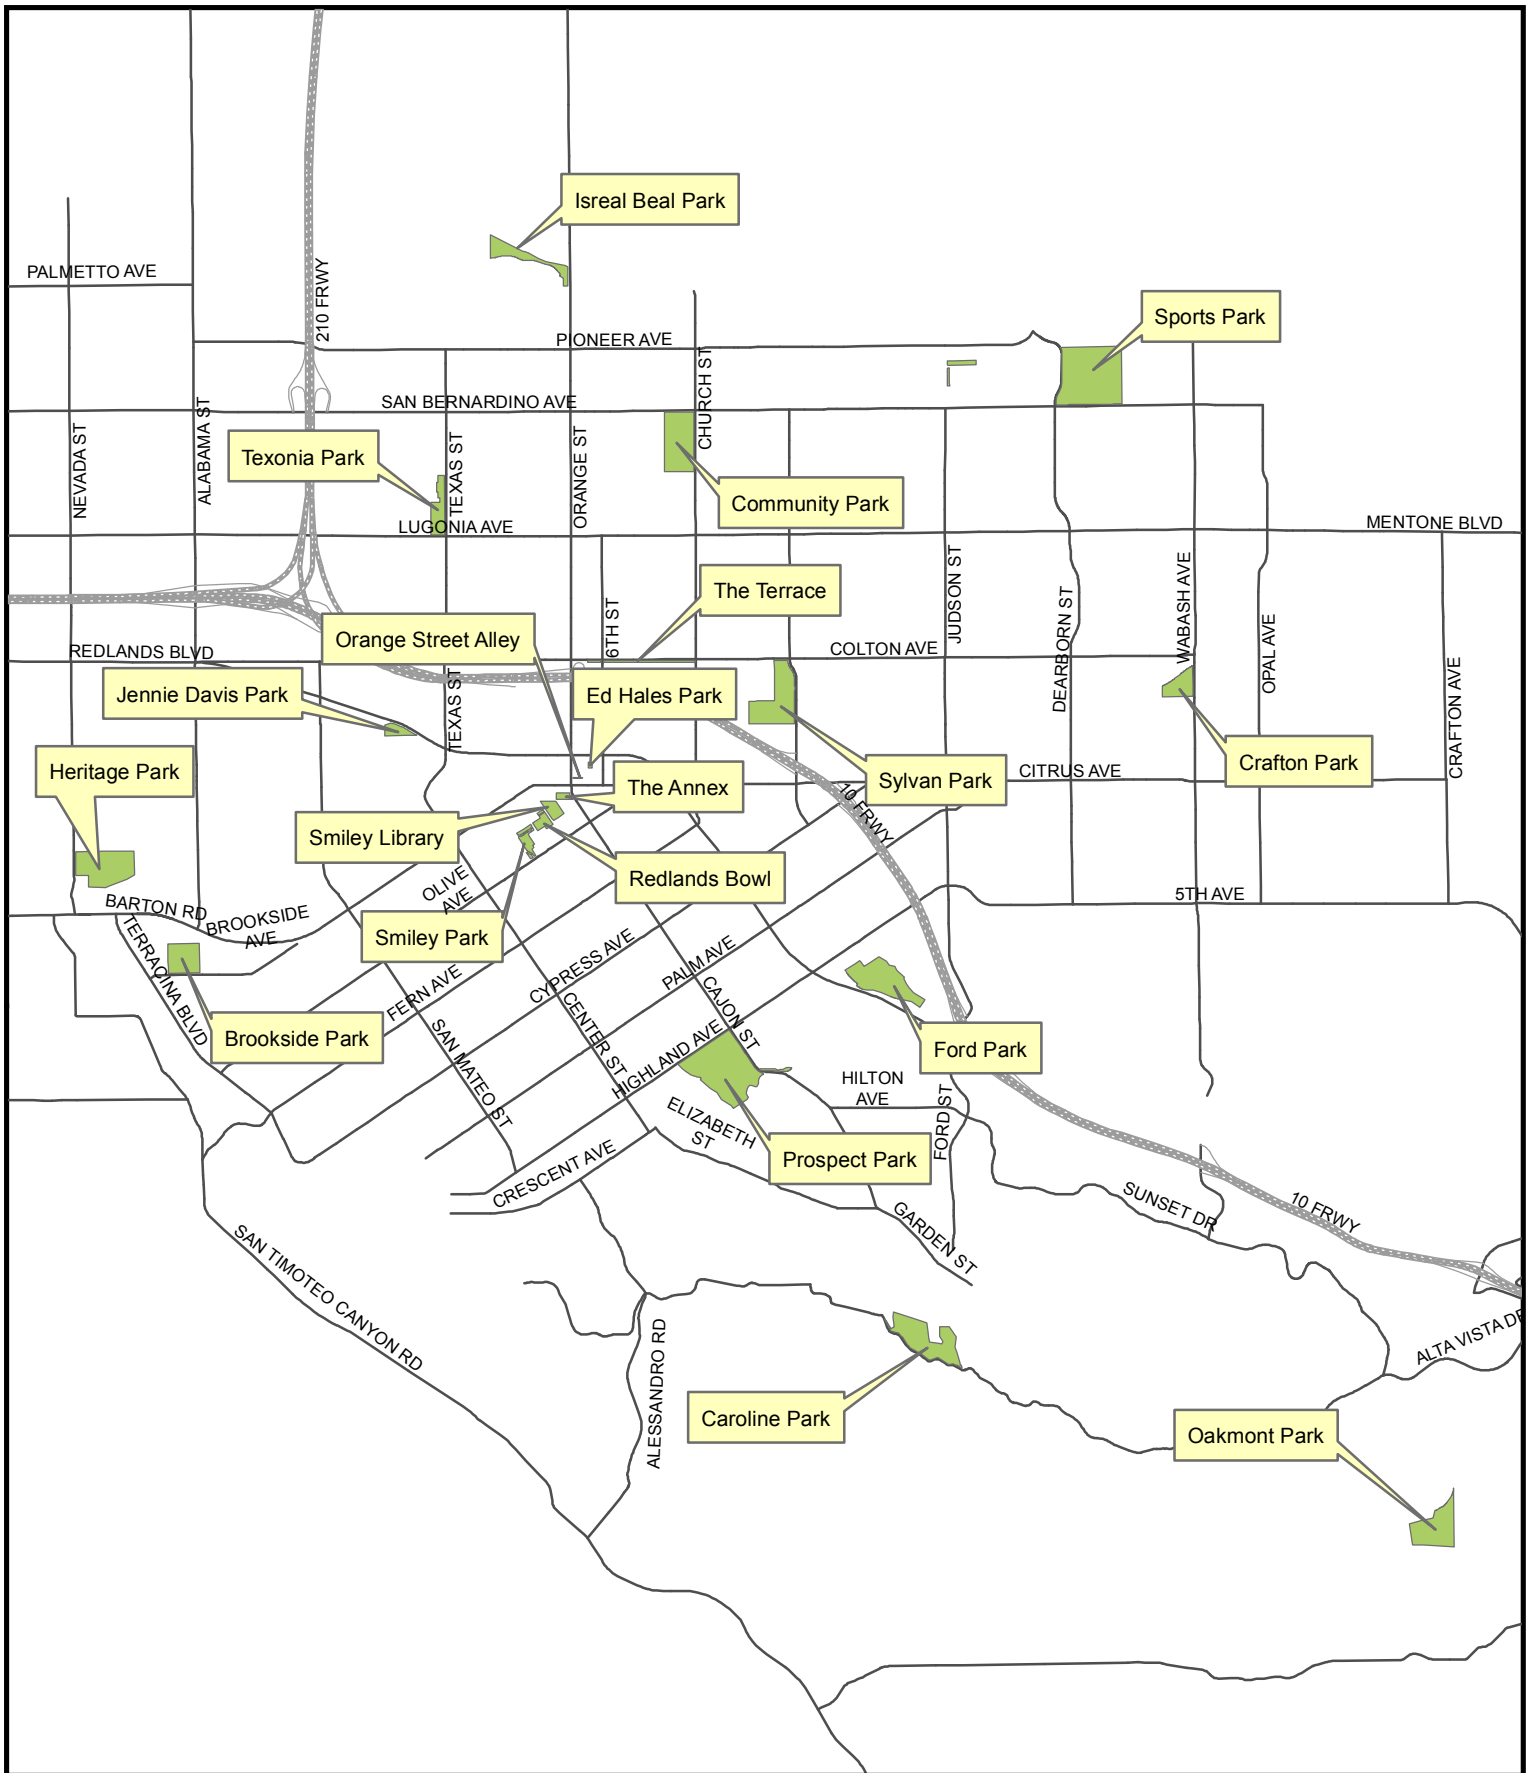 Isreal Beal Park
PALMETTO AVE
210 FRWY
Sports Park
PIONEER AVE
CHURCH ST
SAN BERNARDINO AVE
NEVADA ST
ALABAMA ST
Texonia Park
TEXAS ST
ORANGE ST
Community Park
LUGONIA AVE
MENTONE BLVD
The Terrace
Orange Street Alley
6TH ST
JUDSON ST
DEARBORN ST
WABASH AVE
OPAL AVE
CRAFTON AVE
REDLANDS BLVD
COLTON AVE
Jennie Davis Park
TEXAS ST
Ed Hales Park
Heritage Park
The Annex
Sylvan Park
CITRUS AVE
Crafton Park
10 FRWY
Smiley Library
Redlands Bowl
OLIVE
AVE
BARTON RD
BROOKSIDE
AVE
5TH AVE
Smiley Park
TERRACINA BLVD
FERN AVE
CYPRESS AVE
PALM AVE
CAJON ST
Brookside Park
SAN MATEO ST
CENTER ST
HIGHLAND AVE
Ford Park
HILTON
AVE
FORD ST
ELIZABETH
ST
Prospect Park
CRESCENT AVE
SUNSET DR
10 FRWY
GARDEN ST
SAN TIMOTEO CANYON RD
ALESSANDRO RD
ALTA VISTA DR
Caroline Park
Oakmont Park